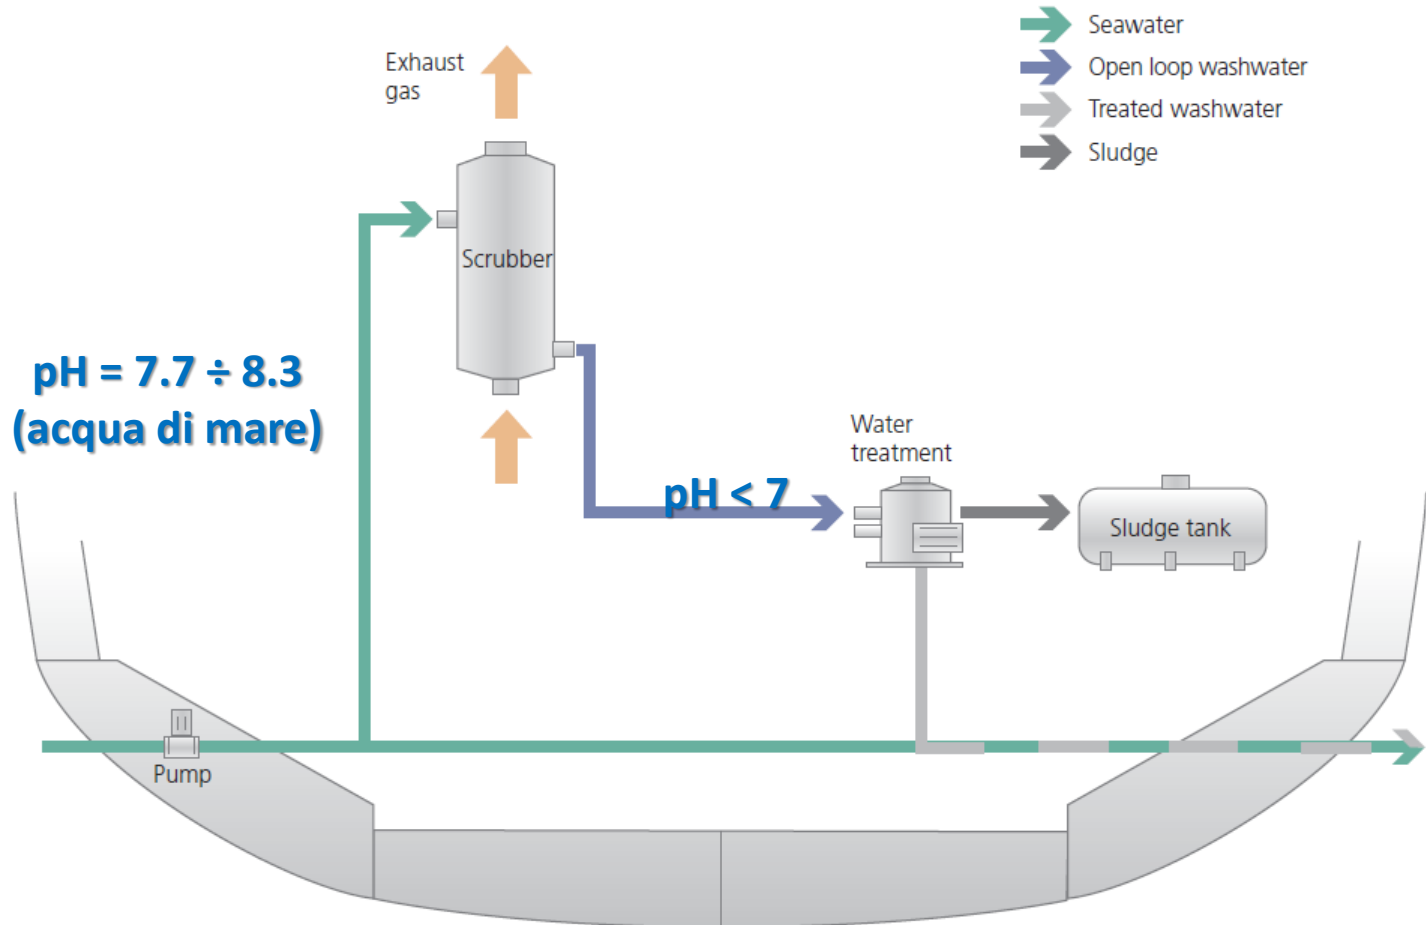 Exhaust
gas
Seawater
Open loop washwater
Treated washwater
Sludge
Scrubber
pH = 7.7 ÷ 8.3
(acqua di mare)
Water
treatment
pH < 7
Sludge tank
Pump